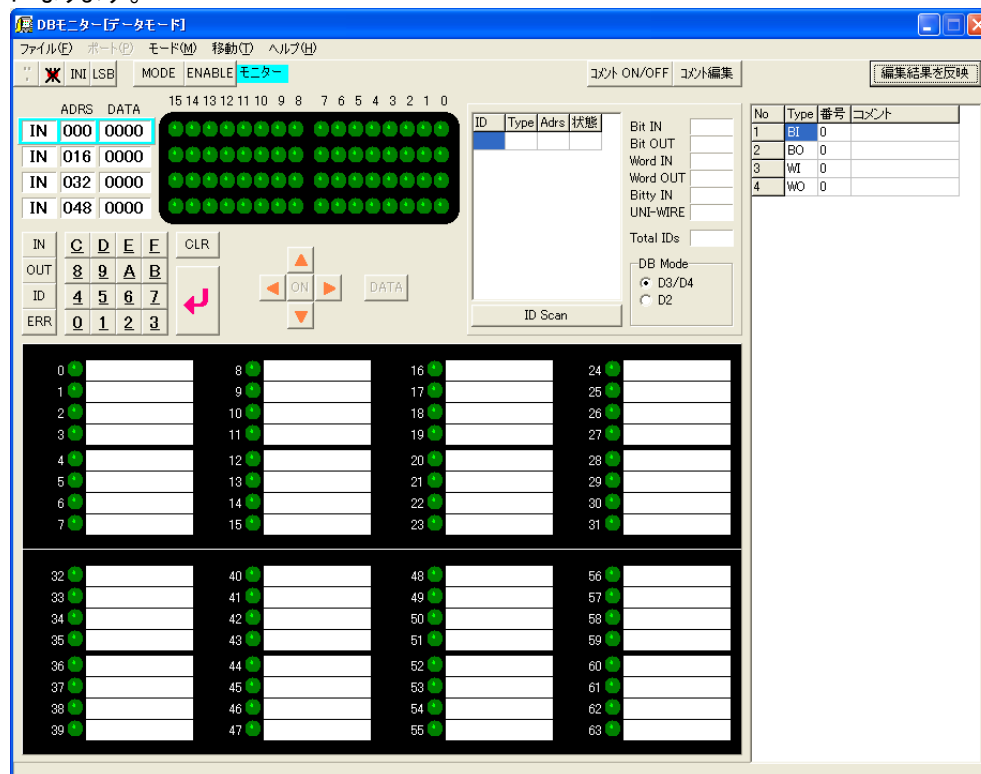 DBモニター[データモード]
ファイル(F) ポート(P) モード(M) 移動(T) ヘルプ(H)
INI LSB MODE ENABLE モニター コメント ON/OFF コメント編集 編集結果を反映
ADRS DATA 15 14 13 12 11 10 9 8 7 6 5 4 3 2 1 0
IN 000 0000
IN 016 0000
IN 032 0000
IN 048 0000
IN C D E F CLR
OUT 8 9 A B
ID 4 5 6 7
ERR 0 1 2 3
ON DATA
ID Type Adrs 状態
ID Scan
Bit IN
Bit OUT
Word IN
Word OUT
Bitty IN
UNI-WIRE
Total IDs
DB Mode
D3/D4
D2
No Type 番号 コメント
1 BI 0
2 BO 0
3 WI 0
4 WO 0
0 8 16 24
1 9 17 25
2 10 18 26
3 11 19 27
4 12 20 28
5 13 21 29
6 14 22 30
7 15 23 31
32 40 48 56
33 41 49 57
34 42 50 58
35 43 51 59
36 44 52 60
37 45 53 61
38 46 54 62
39 47 55 63